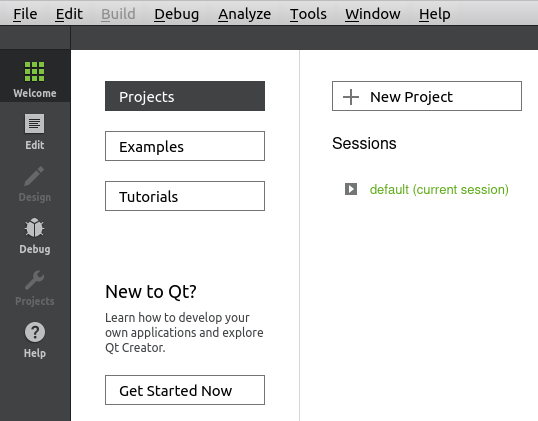 File Edit Build Debug Analyze Tools Window Help
Welcome
Edit
Design
Debug
Projects
Help
Projects
Examples
Tutorials
New to Qt?
Learn how to develop your
own applications and explore
Qt Creator.
Get Started Now
New Project
Sessions
default (current session)